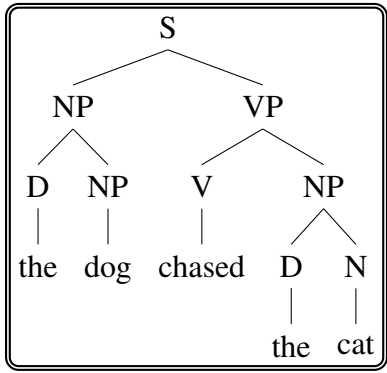 S
NP VP
D NP V NP
the dog chased D N
the cat